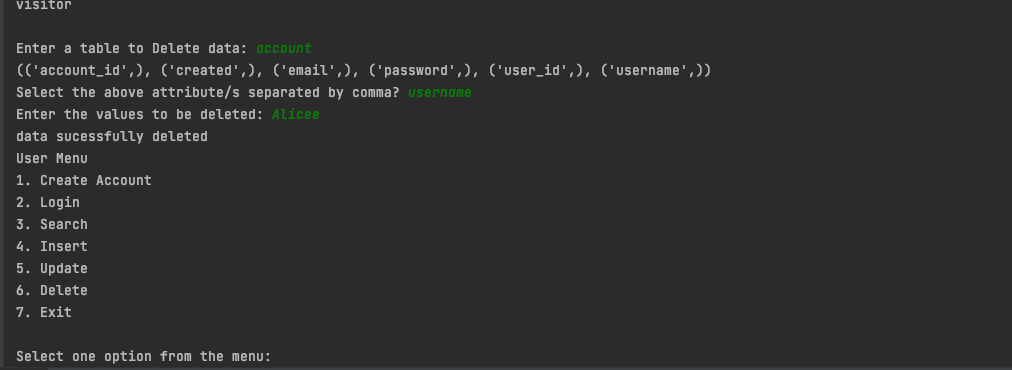 visitor
Enter a table to Delete data: account
(('account_id',), ('created',), ('email',), ('password',), ('user_id',), ('username',))
Select the above attribute/s separated by comma? username
Enter the values to be deleted: Alicee
data sucessfully deleted
User Menu
1. Create Account
2. Login
3. Search
4. Insert
5. Update
6. Delete
7. Exit
Select one option from the menu: